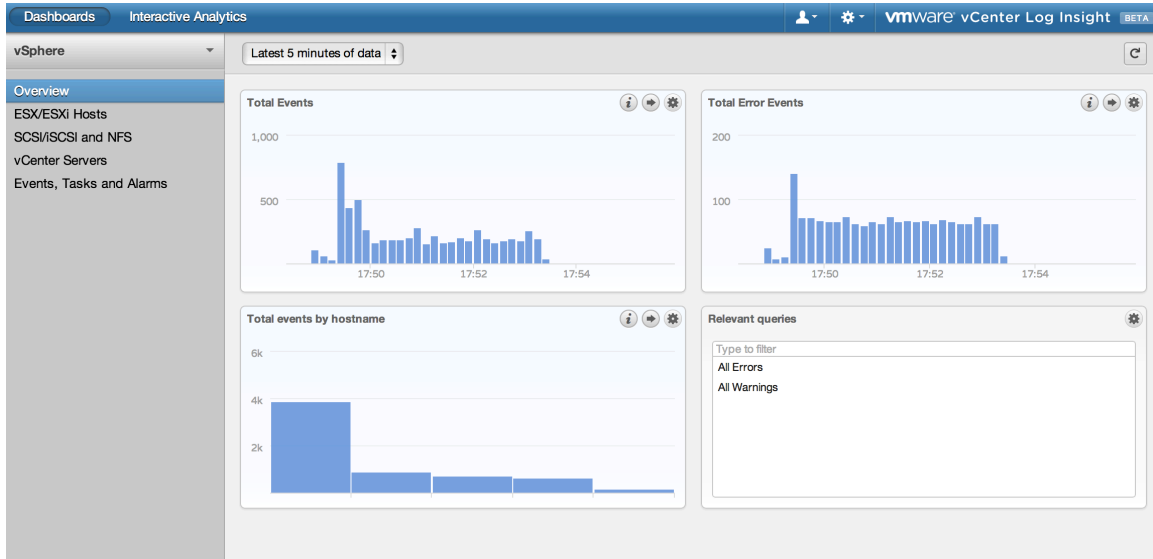 Dashboards
Interactive Analytics
vmware® vCenter Log Insight BETA
vSphere
Latest 5 minutes of data
Overview
ESX/ESXi Hosts
SCSI/iSCSI and NFS
vCenter Servers
Events, Tasks and Alarms
Total Events
1,000
500
17:50 17:52 17:54
Total Error Events
200
100
17:50 17:52 17:54
Total events by hostname
6k
4k
2k
Relevant queries
Type to filter
All Errors
All Warnings